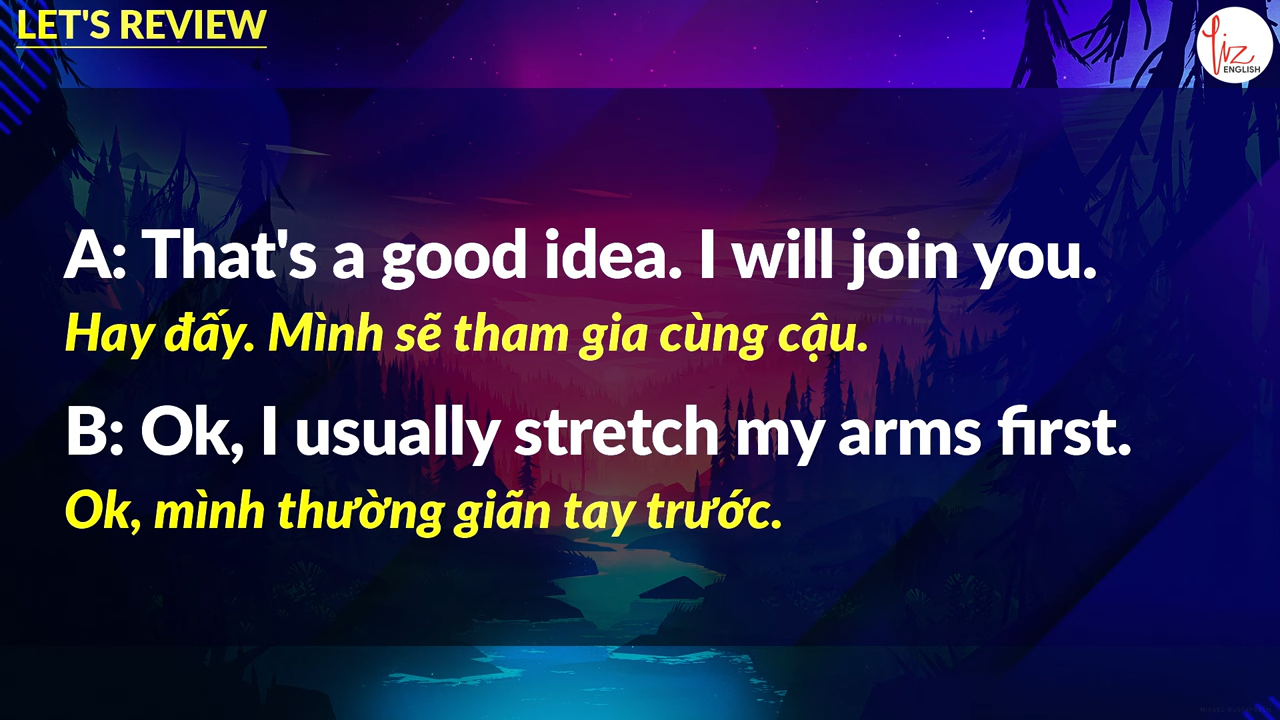 LET'S REVIEW
Liz
ENGLISH
A: That's a good idea. I will join you.
Hay đấy. Mình sẽ tham gia cùng cậu.
B: Ok, I usually stretch my arms first.
Ok, mình thường giãn tay trước.